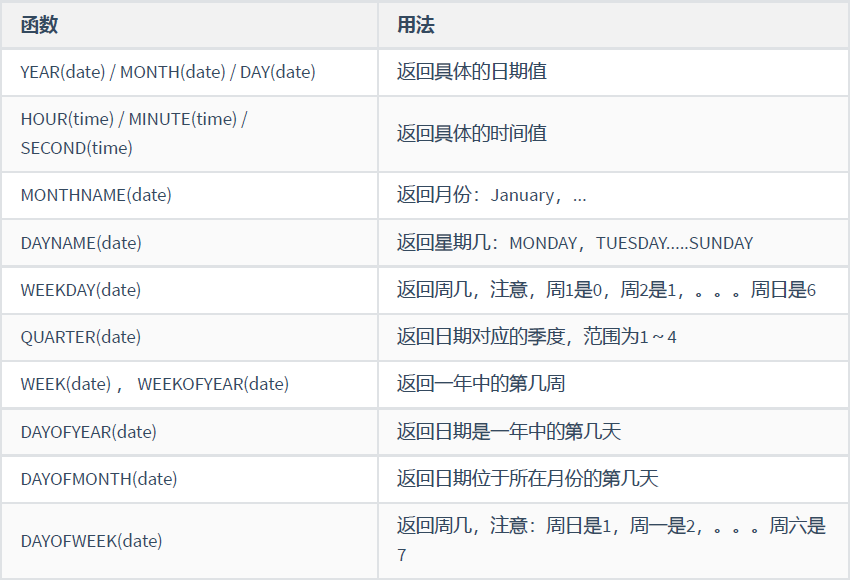 函数 用法
YEAR(date) / MONTH(date) / DAY(date) 返回具体的日期值
HOUR(time) / MINUTE(time) /
SECOND(time)
返回具体的时间值
MONTHNAME(date) 返回月份：January，...
DAYNAME(date) 返回星期几：MONDAY，TUESDAY.....SUNDAY
WEEKDAY(date) 返回周几，注意，周1是0，周2是1，。。。周日是6
QUARTER(date) 返回日期对应的季度，范围为1～4
WEEK(date) ， WEEKOFYEAR(date) 返回一年中的第几周
DAYOFYEAR(date) 返回日期是一年中的第几天
DAYOFMONTH(date) 返回日期位于所在月份的第几天
DAYOFWEEK(date)
返回周几，注意：周日是1，周一是2，。。。周六是
7